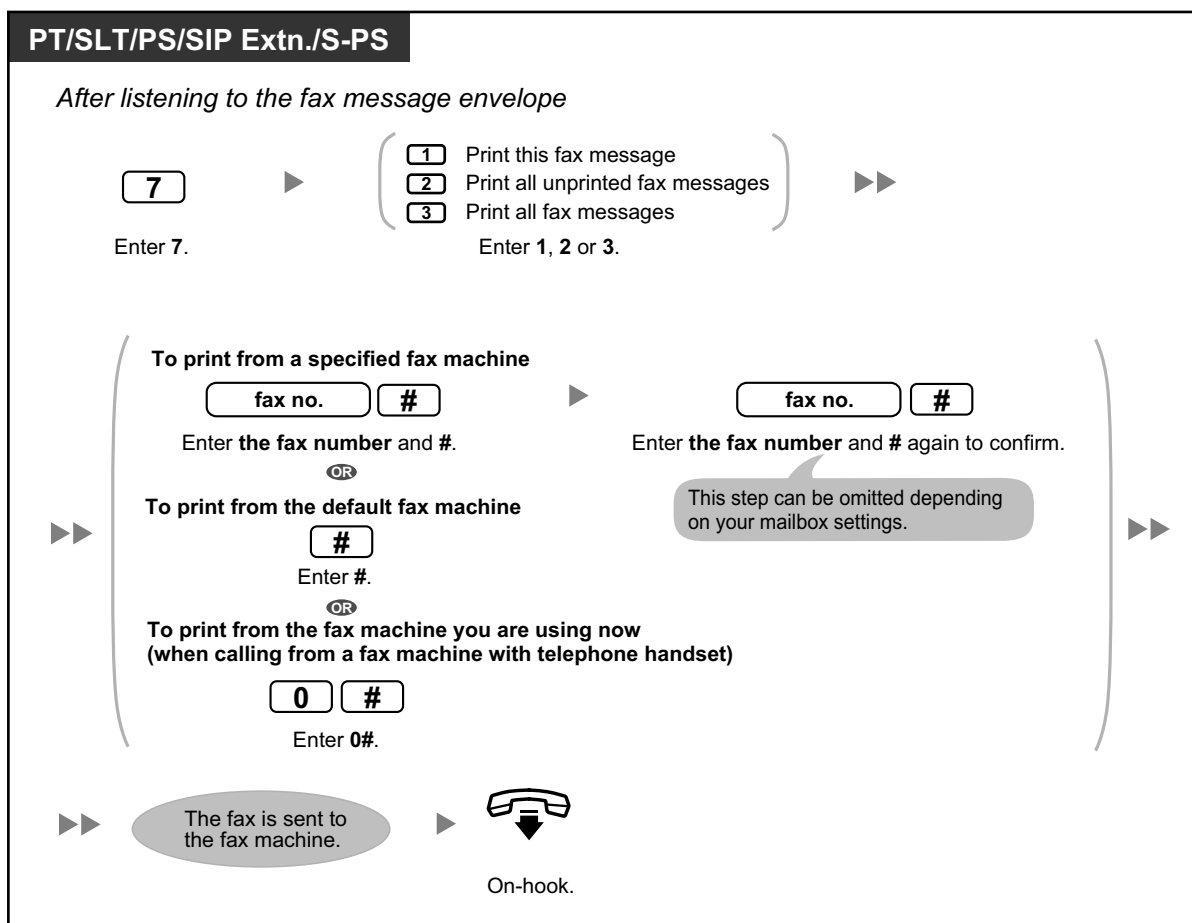 PT/SLT/PS/SIP Extn./S-PS
After listening to the fax message envelope
7
Enter 7.
1 Print this fax message
2 Print all unprinted fax messages
3 Print all fax messages
Enter 1, 2 or 3.
To print from a specified fax machine
fax no. #
Enter the fax number and #.
fax no. #
Enter the fax number and # again to confirm.
This step can be omitted depending
on your mailbox settings.
OR
To print from the default fax machine
#
Enter #.
OR
To print from the fax machine you are using now
(when calling from a fax machine with telephone handset)
0 #
Enter 0#.
The fax is sent to
the fax machine.
On-hook.